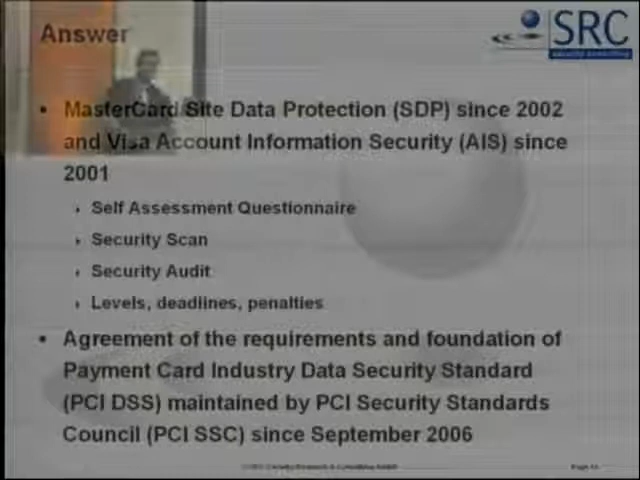 Answer
SRC
• MasterCard Site Data Protection (SDP) since 2002
and Visa Account Information Security (AIS) since
2001
Self Assessment Questionnaire
Security Scan
Security Audit
Levels, deadlines, penalties
• Agreement of the requirements and foundation of
Payment Card Industry Data Security Standard
(PCI DSS) maintained by PCI Security Standards
Council (PCI SSC) since September 2006